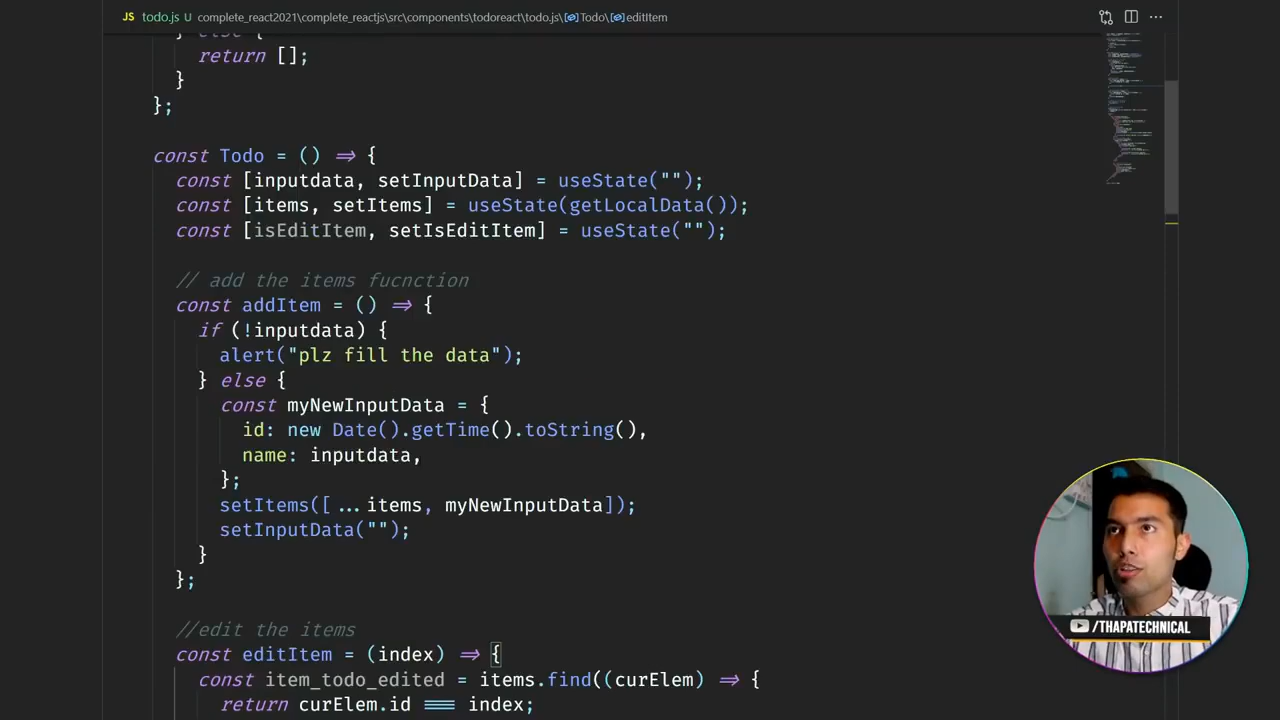 JS todo.js U complete_react2021\complete_reactjs\src\components\todoreact\todo.js\Todo\editItem
} else {
return [];
}
};
const Todo = () => {
const [inputdata, setInputData] = useState("");
const [items, setItems] = useState(getLocalData());
const [isEditItem, setIsEditItem] = useState("");
// add the items fucnction
const addItem = () => {
if (!inputdata) {
alert("plz fill the data");
} else {
const myNewInputData = {
id: new Date().getTime().toString(),
name: inputdata,
};
setItems([...items, myNewInputData]);
setInputData("");
}
};
//edit the items
const editItem = (index) => {
const item_todo_edited = items.find((curElem) => {
return curElem.id === index;
/THAPATECHNICAL